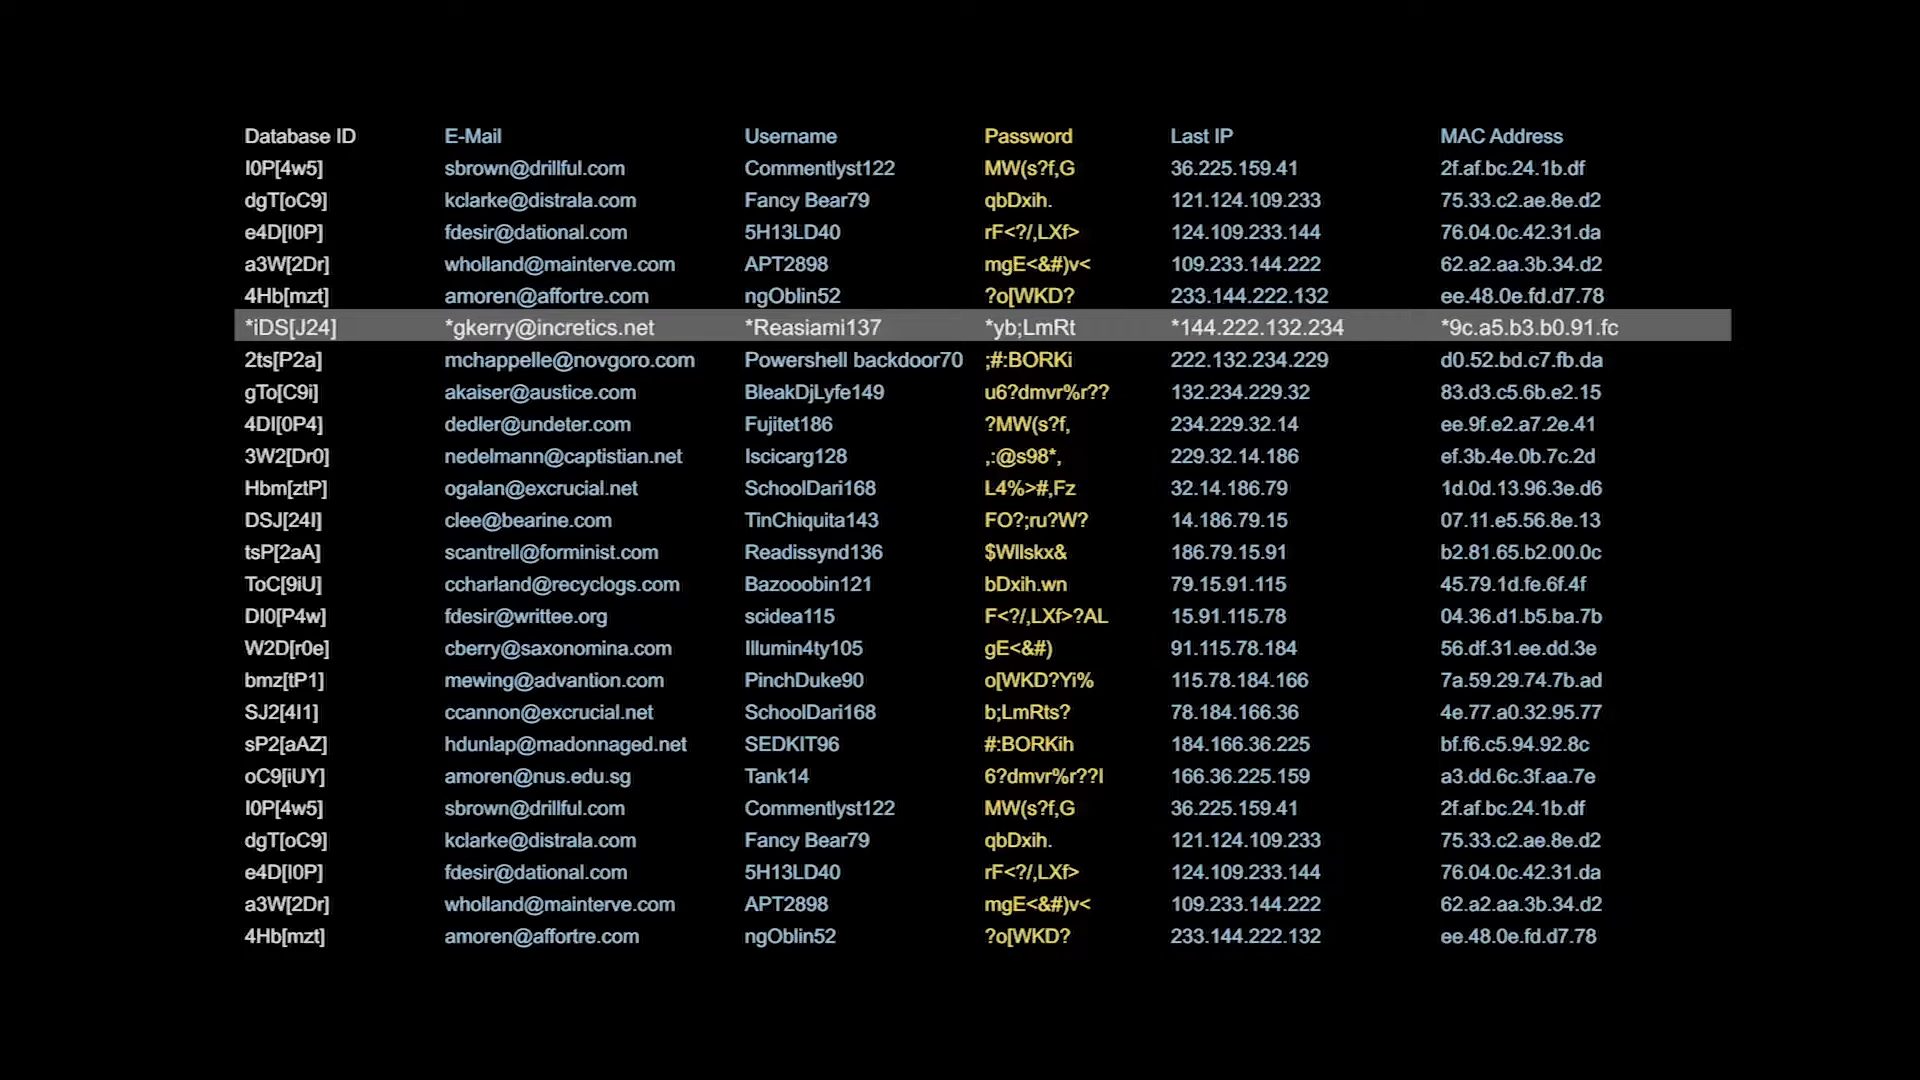 Database ID E-Mail Username Password Last IP MAC Address
I0P[4w5] sbrown@drillful.com Commentlyst122 MW(s?f,G 36.225.159.41 2f.af.bc.24.1b.df
dgT[oC9] kclarke@distrala.com Fancy Bear79 qbDxih. 121.124.109.233 75.33.c2.ae.8e.d2
e4D[I0P] fdesir@dational.com 5H13LD40 rF<?/,LXf> 124.109.233.144 76.04.0c.42.31.da
a3W[2Dr] wholland@mainterve.com APT2898 mgE<&#)v< 109.233.144.222 62.a2.aa.3b.34.d2
4Hb[mzt] amoren@affortre.com ngOblin52 ?o[WKD? 233.144.222.132 ee.48.0e.fd.d7.78
*iDS[J24] *gkerry@incretics.net *Reasiami137 *yb;LmRt *144.222.132.234 *9c.a5.b3.b0.91.fc
2ts[P2a] mchappelle@novgoro.com Powershell backdoor70 ;#:BORKi 222.132.234.229 d0.52.bd.c7.fb.da
gTo[C9i] akaiser@austice.com BleakDjLyfe149 u6?dmvr%r?? 132.234.229.32 83.d3.c5.6b.e2.15
4DI[0P4] dedler@undeter.com Fujitet186 ?MW(s?f, 234.229.32.14 ee.9f.e2.a7.2e.41
3W2[Dr0] nedelmann@captistian.net Iscicarg128 ,:@s98*, 229.32.14.186 ef.3b.4e.0b.7c.2d
Hbm[ztP] ogalan@excrucial.net SchoolDari168 L4%>#,Fz 32.14.186.79 1d.0d.13.96.3e.d6
DSJ[24I] clee@bearine.com TinChiquita143 FO?;ru?W? 14.186.79.15 07.11.e5.56.8e.13
tsP[2aA] scantrell@forminist.com Readissynd136 $WIlskx& 186.79.15.91 b2.81.65.b2.00.0c
ToC[9iU] ccharland@recyclogs.com Bazooobin121 bDxih.wn 79.15.91.115 45.79.1d.fe.6f.4f
DI0[P4w] fdesir@writtee.org scidea115 F<?/,LXf>?AL 15.91.115.78 04.36.d1.b5.ba.7b
W2D[r0e] cberry@saxonomina.com Illumin4ty105 gE<&#) 91.115.78.184 56.df.31.ee.dd.3e
bmz[tP1] mewing@advantion.com PinchDuke90 o[WKD?Yi% 115.78.184.166 7a.59.29.74.7b.ad
SJ2[4I1] ccannon@excrucial.net SchoolDari168 b;LmRts? 78.184.166.36 4e.77.a0.32.95.77
sP2[aAZ] hdunlap@madonnaged.net SEDKIT96 #:BORKih 184.166.36.225 bf.f6.c5.94.92.8c
oC9[iUY] amoren@nus.edu.sg Tank14 6?dmvr%r??I 166.36.225.159 a3.dd.6c.3f.aa.7e
I0P[4w5] sbrown@drillful.com Commentlyst122 MW(s?f,G 36.225.159.41 2f.af.bc.24.1b.df
dgT[oC9] kclarke@distrala.com Fancy Bear79 qbDxih. 121.124.109.233 75.33.c2.ae.8e.d2
e4D[I0P] fdesir@dational.com 5H13LD40 rF<?/,LXf> 124.109.233.144 76.04.0c.42.31.da
a3W[2Dr] wholland@mainterve.com APT2898 mgE<&#)v< 109.233.144.222 62.a2.aa.3b.34.d2
4Hb[mzt] amoren@affortre.com ngOblin52 ?o[WKD? 233.144.222.132 ee.48.0e.fd.d7.78